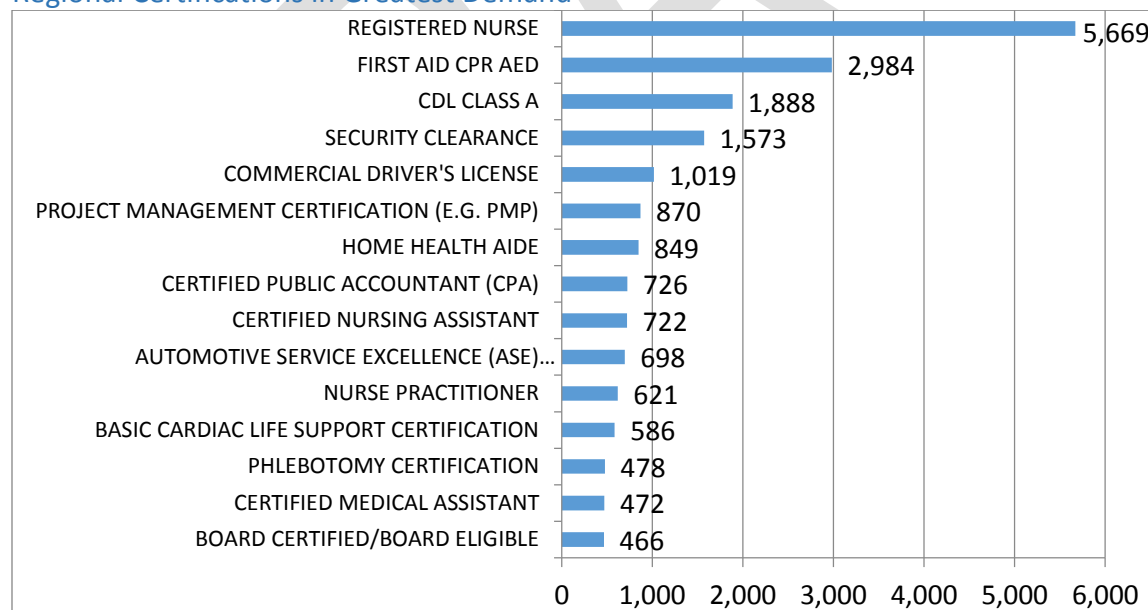 Regional Certifications in Greatest Demand
REGISTERED NURSE 5,669
FIRST AID CPR AED 2,984
CDL CLASS A 1,888
SECURITY CLEARANCE 1,573
COMMERCIAL DRIVER'S LICENSE 1,019
PROJECT MANAGEMENT CERTIFICATION (E.G. PMP) 870
HOME HEALTH AIDE 849
CERTIFIED PUBLIC ACCOUNTANT (CPA) 726
CERTIFIED NURSING ASSISTANT 722
AUTOMOTIVE SERVICE EXCELLENCE (ASE)... 698
NURSE PRACTITIONER 621
BASIC CARDIAC LIFE SUPPORT CERTIFICATION 586
PHLEBOTOMY CERTIFICATION 478
CERTIFIED MEDICAL ASSISTANT 472
BOARD CERTIFIED/BOARD ELIGIBLE 466
0 1,000 2,000 3,000 4,000 5,000 6,000